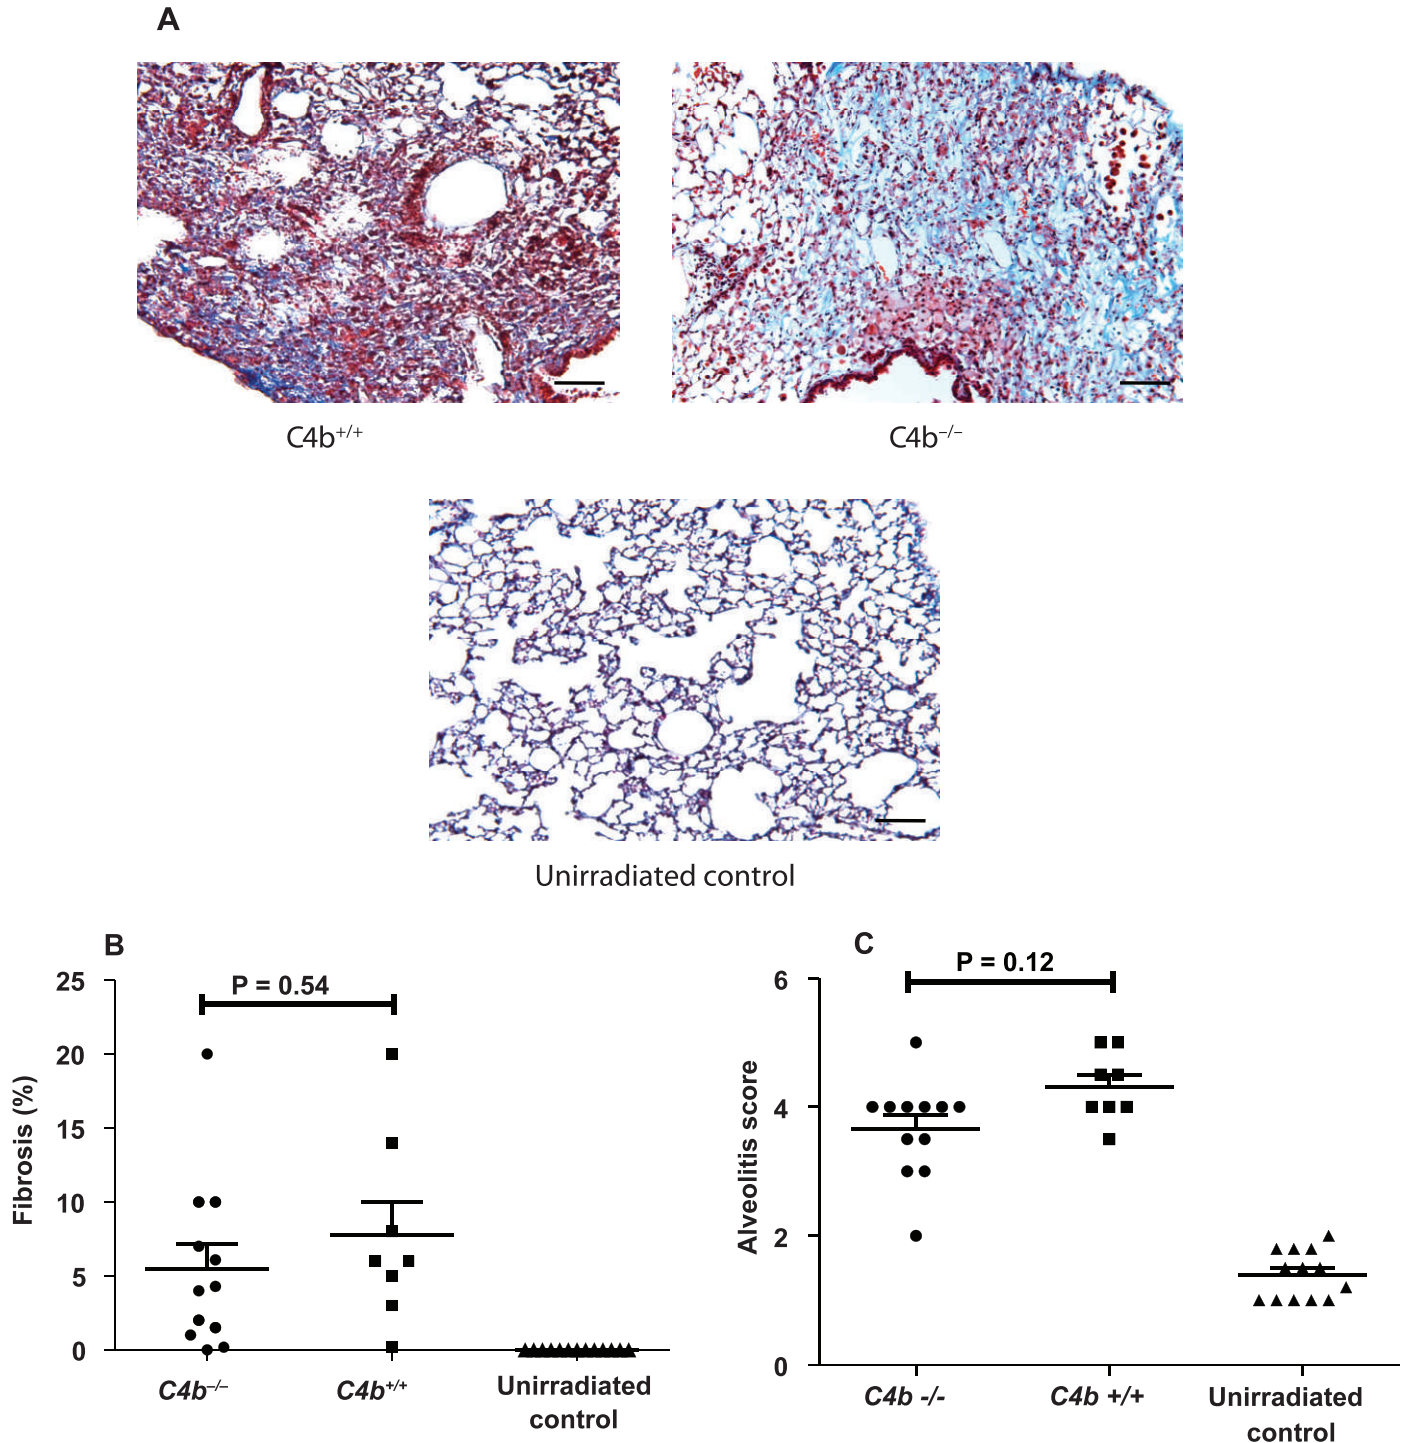 A
C4b+/+
C4b–/–
Unirradiated control
B
P = 0.54
25
20
15
10
5
0
Fibrosis (%)
C4b–/–
C4b+/+
Unirradiated
control
C
P = 0.12
6
4
2
0
Alveolitis score
C4b -/-
C4b +/+
Unirradiated
control